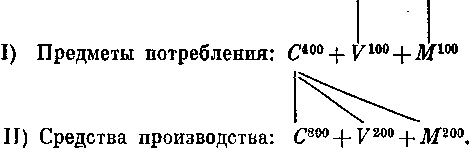 I) Предметы потребления: C⁴⁰⁰ + V¹⁰⁰ + M¹⁰⁰
II) Средства производства: C⁸⁰⁰ + V²⁰⁰ + M²⁰⁰.